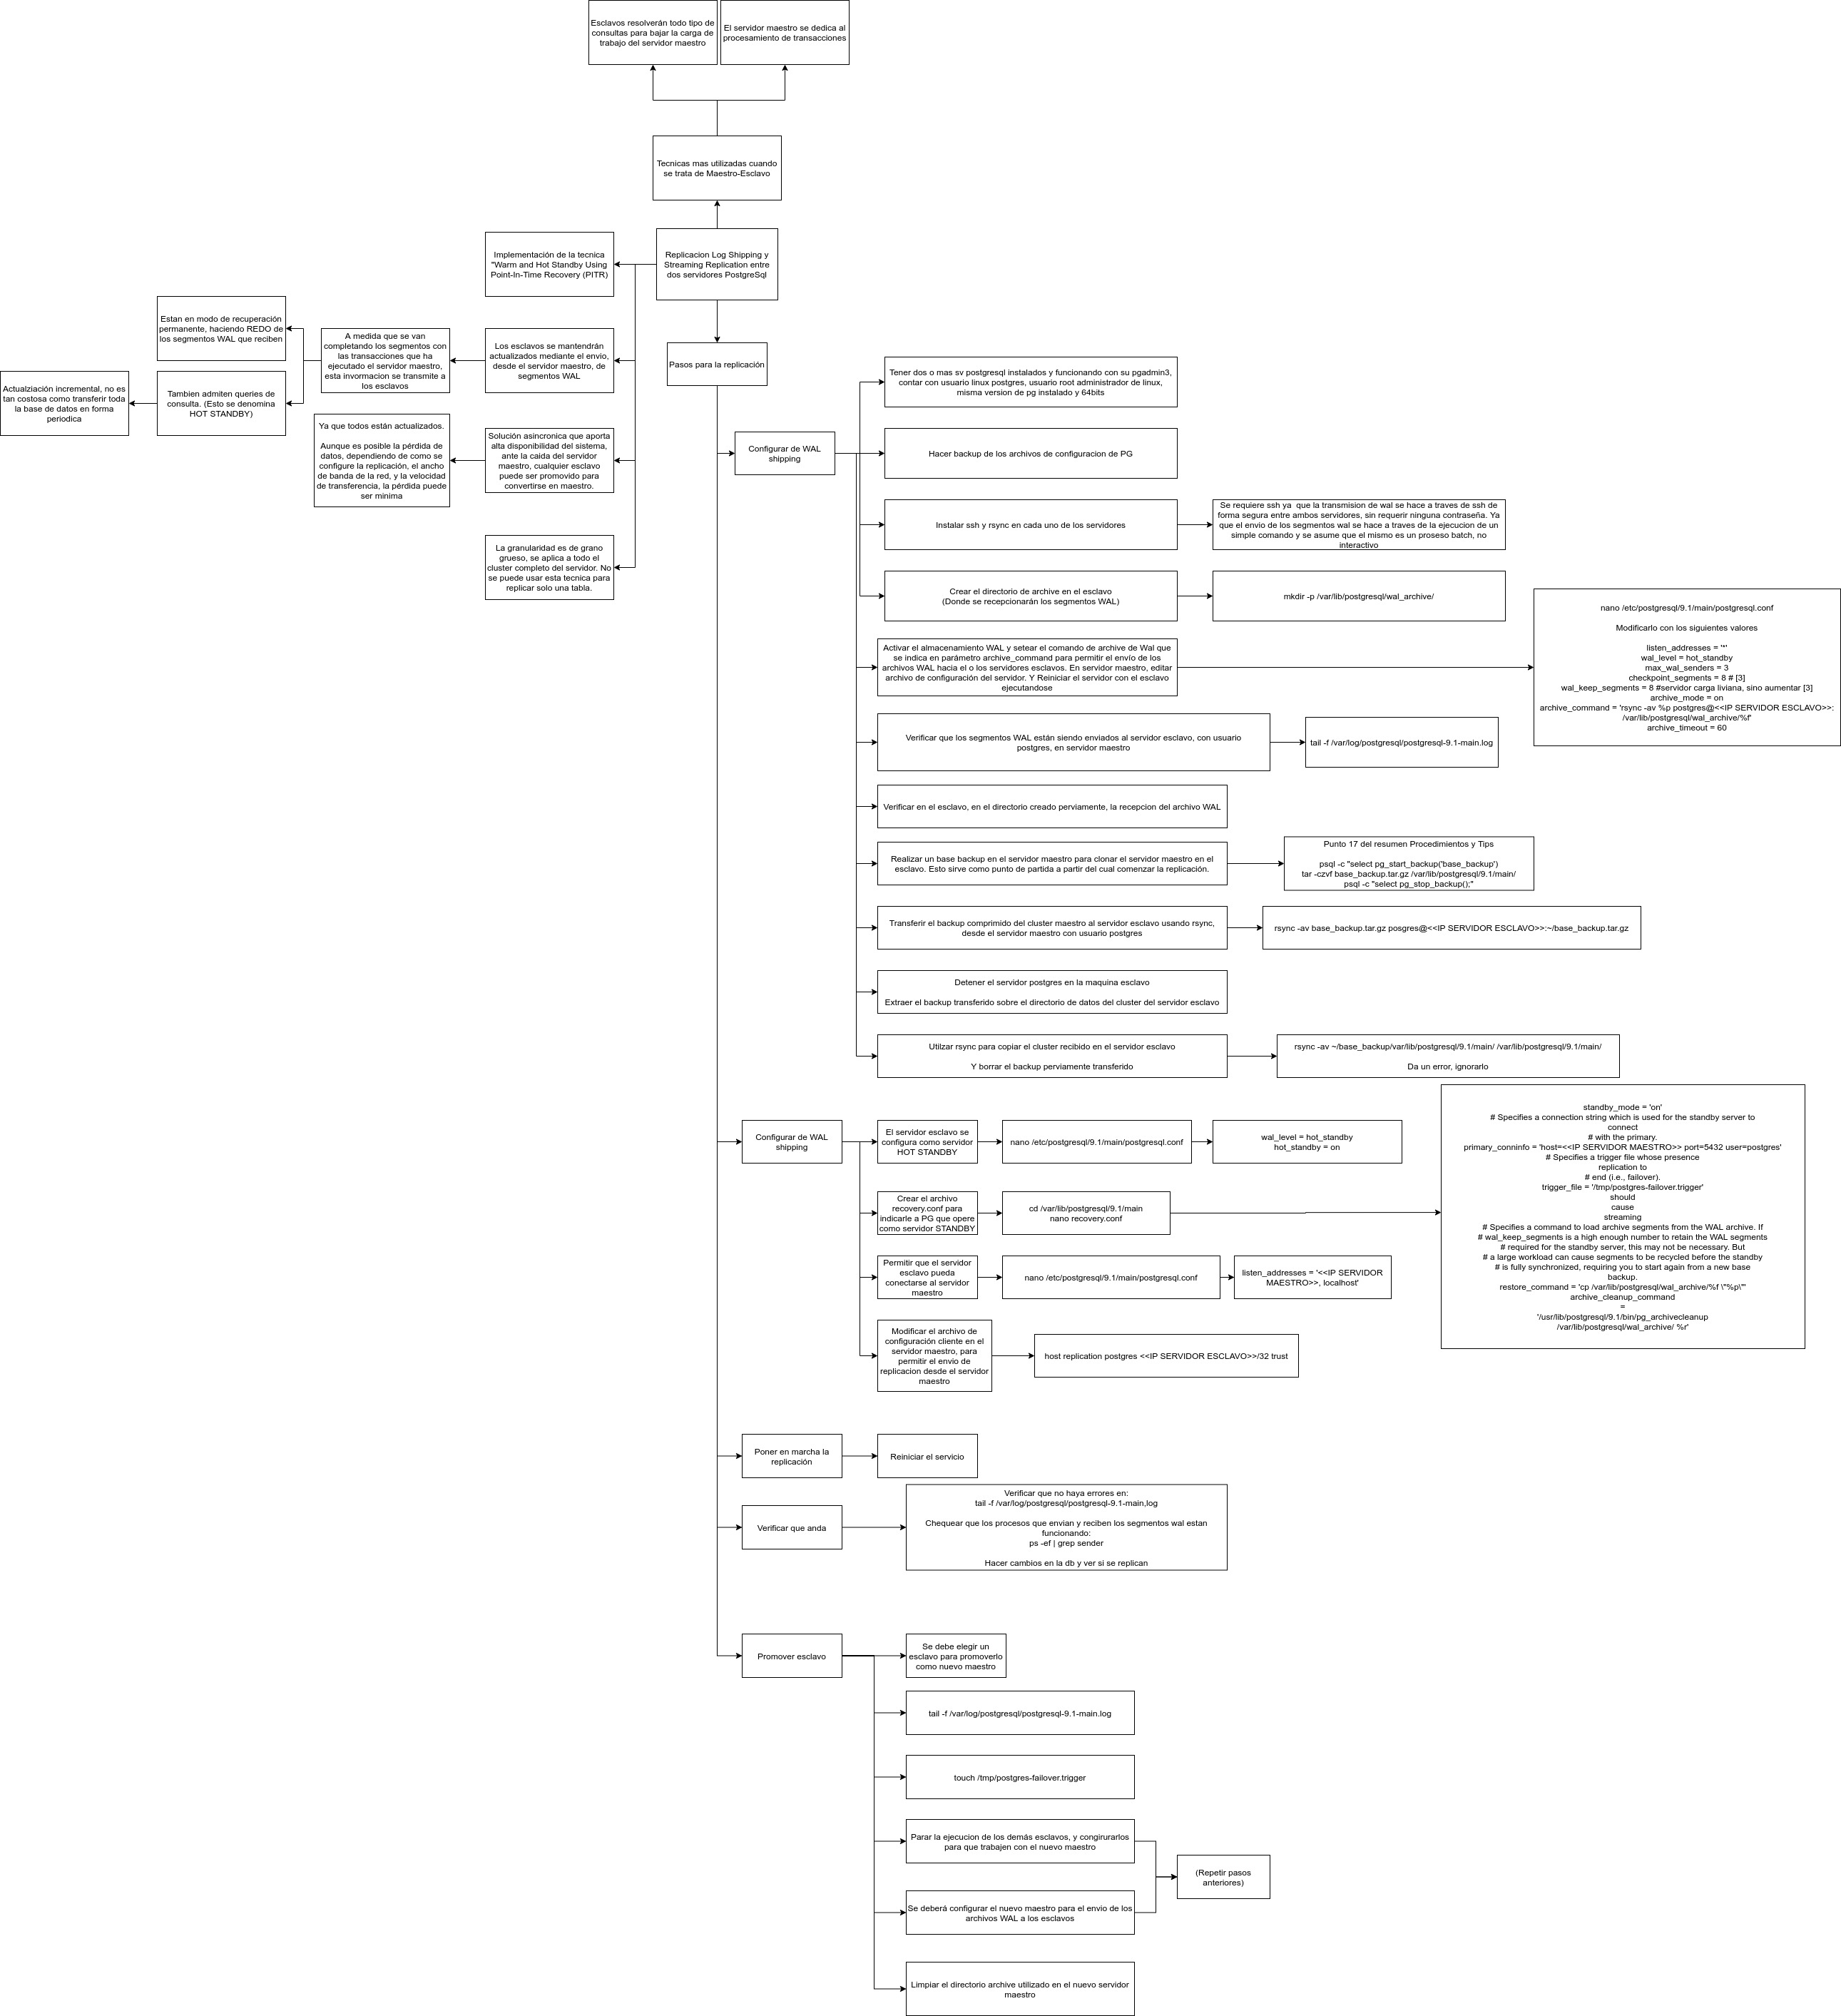 Esclavos resolverán todo tipo de
consultas para bajar la carga de
trabajo del servidor maestro
El servidor maestro se dedica al
procesamiento de transacciones
Tecnicas mas utilizadas cuando
se trata de Maestro-Esclavo
Replicacion Log Shipping y
Streaming Replication entre
dos servidores PostgreSql
Implementación de la tecnica
"Warm and Hot Standby Using
Point-In-Time Recovery (PITR)
Los esclavos se mantendrán
actualizados mediante el envio,
desde el servidor maestro, de
segmentos WAL
A medida que se van
completando los segmentos con
las transacciones que ha
ejecutado el servidor maestro,
esta invormacion se transmite a
los esclavos
Estan en modo de recuperación
permanente, haciendo REDO de
los segmentos WAL que reciben
Tambien admiten queries de
consulta. (Esto se denomina
HOT STANDBY)
Actualziación incremental, no es
tan costosa como transferir toda
la base de datos en forma
periodica
Solución asincronica que aporta
alta disponibilidad del sistema,
ante la caida del servidor
maestro, cualquier esclavo
puede ser promovido para
convertirse en maestro.
Ya que todos están actualizados.
Aunque es posible la pérdida de
datos, dependiendo de como se
configure la replicación, el ancho
de banda de la red, y la velocidad
de transferencia, la pérdida puede
ser minima
La granularidad es de grano
grueso, se aplica a todo el
cluster completo del servidor. No
se puede usar esta tecnica para
replicar solo una tabla.
Pasos para la replicación
Configurar de WAL
shipping
Tener dos o mas sv postgresql instalados y funcionando con su pgadmin3,
contar con usuario linux postgres, usuario root administrador de linux,
misma version de pg instalado y 64bits
Hacer backup de los archivos de configuracion de PG
Instalar ssh y rsync en cada uno de los servidores
Se requiere ssh ya  que la transmision de wal se hace a traves de ssh de
forma segura entre ambos servidores, sin requerir ninguna contraseña. Ya
que el envio de los segmentos wal se hace a traves de la ejecucion de un
simple comando y se asume que el mismo es un proseso batch, no
interactivo
Crear el directorio de archive en el esclavo
(Donde se recepcionarán los segmentos WAL)
mkdir -p /var/lib/postgresql/wal_archive/
Activar el almacenamiento WAL y setear el comando de archive de Wal que
se indica en parámetro archive_command para permitir el envío de los
archivos WAL hacia el o los servidores esclavos. En servidor maestro, editar
archivo de configuración del servidor. Y Reiniciar el servidor con el esclavo
ejecutandose
nano /etc/postgresql/9.1/main/postgresql.conf
Modificarlo con los siguientes valores
listen_addresses = '*'
wal_level = hot_standby
max_wal_senders = 3
checkpoint_segments = 8 # [3]
wal_keep_segments = 8 #servidor carga liviana, sino aumentar [3]
archive_mode = on
archive_command = 'rsync -av %p postgres@<<IP SERVIDOR ESCLAVO>>:
/var/lib/postgresql/wal_archive/%f'
archive_timeout = 60
Verificar que los segmentos WAL están siendo enviados al servidor esclavo, con usuario
postgres, en servidor maestro
tail -f /var/log/postgresql/postgresql-9.1-main.log
Verificar en el esclavo, en el directorio creado perviamente, la recepcion del archivo WAL
Realizar un base backup en el servidor maestro para clonar el servidor maestro en el
esclavo. Esto sirve como punto de partida a partir del cual comenzar la replicación.
Punto 17 del resumen Procedimientos y Tips
psql -c "select pg_start_backup('base_backup')
tar -czvf base_backup.tar.gz /var/lib/postgresql/9.1/main/
psql -c "select pg_stop_backup();"
Transferir el backup comprimido del cluster maestro al servidor esclavo usando rsync,
desde el servidor maestro con usuario postgres
rsync -av base_backup.tar.gz posgres@<<IP SERVIDOR ESCLAVO>>:~/base_backup.tar.gz
Detener el servidor postgres en la maquina esclavo
Extraer el backup transferido sobre el directorio de datos del cluster del servidor esclavo
Utilzar rsync para copiar el cluster recibido en el servidor esclavo
Y borrar el backup perviamente transferido
rsync -av ~/base_backup/var/lib/postgresql/9.1/main/ /var/lib/postgresql/9.1/main/
Da un error, ignorarlo
Configurar de WAL
shipping
El servidor esclavo se
configura como servidor
HOT STANDBY
nano /etc/postgresql/9.1/main/postgresql.conf
wal_level = hot_standby
hot_standby = on
Crear el archivo
recovery.conf para
indicarle a PG que opere
como servidor STANDBY
cd /var/lib/postgresql/9.1/main
nano recovery.conf
standby_mode = 'on'
# Specifies a connection string which is used for the standby server to
connect
# with the primary.
primary_conninfo = 'host=<<IP SERVIDOR MAESTRO>> port=5432 user=postgres'
# Specifies a trigger file whose presence
replication to
# end (i.e., failover).
trigger_file = '/tmp/postgres-failover.trigger'
should
cause
streaming
# Specifies a command to load archive segments from the WAL archive. If
# wal_keep_segments is a high enough number to retain the WAL segments
# required for the standby server, this may not be necessary. But
# a large workload can cause segments to be recycled before the standby
# is fully synchronized, requiring you to start again from a new base
backup.
restore_command = 'cp /var/lib/postgresql/wal_archive/%f \"%p\"'
archive_cleanup_command
=
'/usr/lib/postgresql/9.1/bin/pg_archivecleanup
/var/lib/postgresql/wal_archive/ %r'
Permitir que el servidor
esclavo pueda
conectarse al servidor
maestro
nano /etc/postgresql/9.1/main/postgresql.conf
listen_addresses = '<<IP SERVIDOR
MAESTRO>>, localhost'
Modificar el archivo de
configuración cliente en el
servidor maestro, para
permitir el envio de
replicacion desde el servidor
maestro
host replication postgres <<IP SERVIDOR ESCLAVO>>/32 trust
Poner en marcha la
replicación
Reiniciar el servicio
Verificar que anda
Verificar que no haya errores en:
tail -f /var/log/postgresql/postgresql-9.1-main,log
Chequear que los procesos que envian y reciben los segmentos wal estan
funcionando:
ps -ef | grep sender
Hacer cambios en la db y ver si se replican
Promover esclavo
Se debe elegir un
esclavo para promoverlo
como nuevo maestro
tail -f /var/log/postgresql/postgresql-9.1-main.log
touch /tmp/postgres-failover.trigger
Parar la ejecucion de los demás esclavos, y congirurarlos
para que trabajen con el nuevo maestro
(Repetir pasos
anteriores)
Se deberá configurar el nuevo maestro para el envio de los
archivos WAL a los esclavos
Limpiar el directorio archive utilizado en el nuevo servidor
maestro